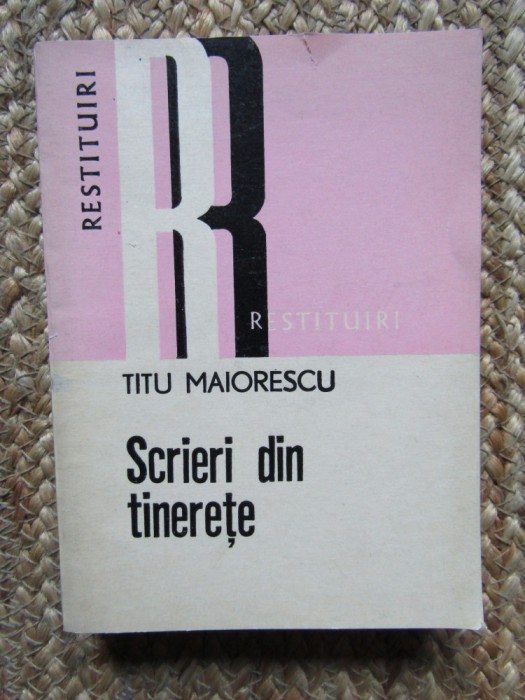 RESTITUIRI
RESTITUIRI
TITU MAIORESCU
Scrieri din
tinerețe